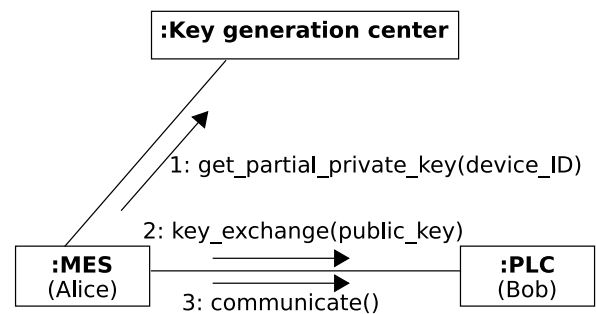 :Key generation center
1: get_partial_private_key(device_ID)
2: key_exchange(public_key)
:MES
(Alice)
:PLC
(Bob)
3: communicate()